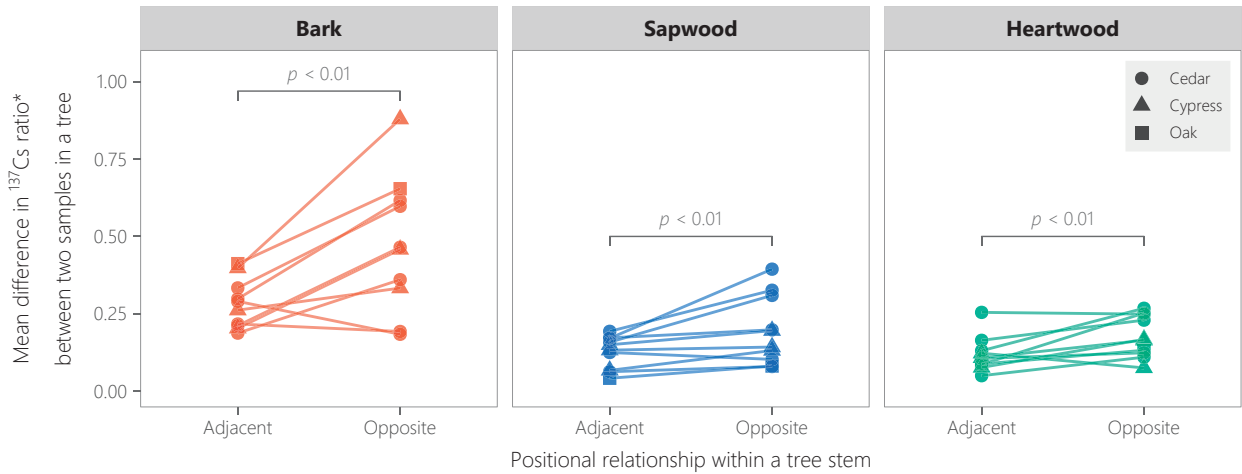 Bark
Sapwood
Heartwood
Mean difference in ¹³⁷Cs ratio*
between two samples in a tree
1.00
0.75
0.50
0.25
0.00
p < 0.01
p < 0.01
p < 0.01
Cedar
Cypress
Oak
Adjacent
Opposite
Adjacent
Opposite
Adjacent
Opposite
Positional relationship within a tree stem